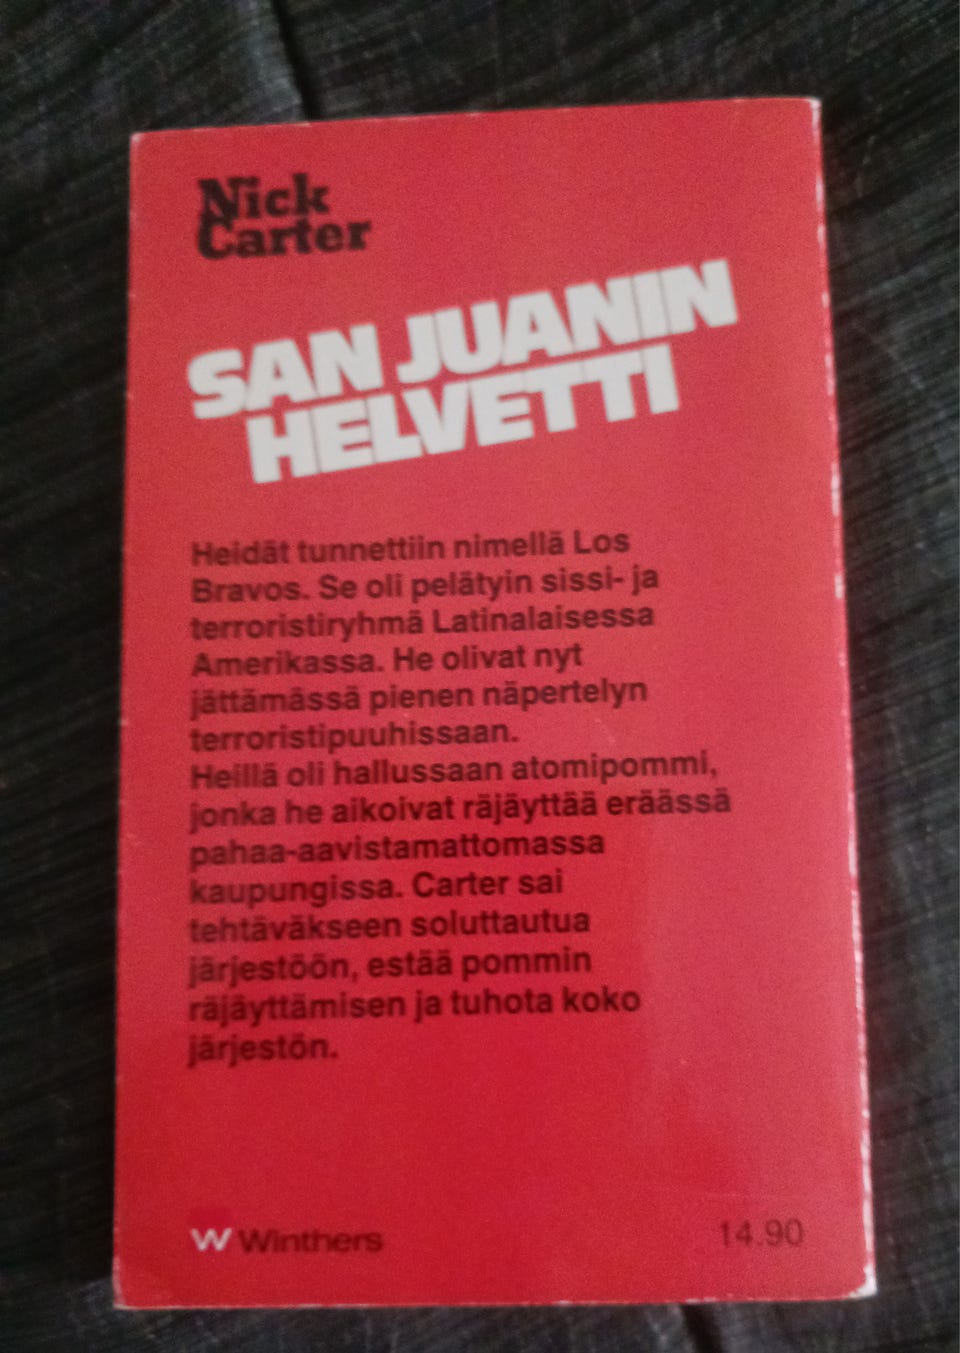 Nick
Carter
SAN JUANIN
HELVETTI
Heidät tunnettiin nimellä Los
Bravos. Se oli pelätyin sissi- ja
terroristiryhmä Latinalaisessa
Amerikassa. He olivat nyt
jättämässä pienen näpertelyn
terroristipuuhissaan.
Heillä oli hallussaan atomipommi,
jonka he aikoivat räjäyttää eräässä
pahaa-aavistamattomassa
kaupungissa. Carter sai
tehtäväkseen soluttautua
järjestöön, estää pommin
räjäyttämisen ja tuhota koko
järjestön.
W Winthers
14.90